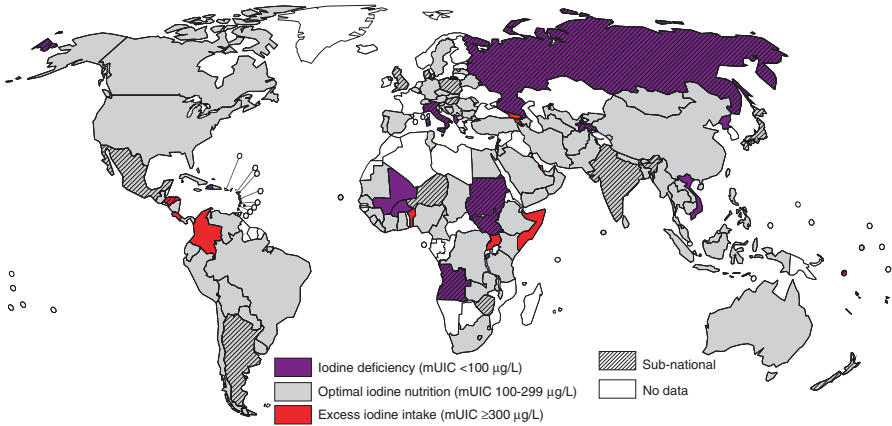 Iodine deficiency (mUIC <100 µg/L)
Optimal iodine nutrition (mUIC 100-299 µg/L)
Excess iodine intake (mUIC ≥300 µg/L)
Sub-national
No data